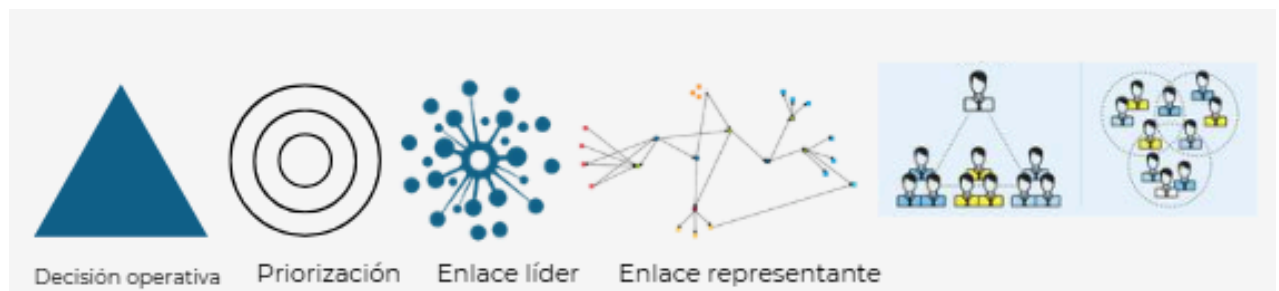 Decisión operativa
Priorización
Enlace líder
Enlace representante